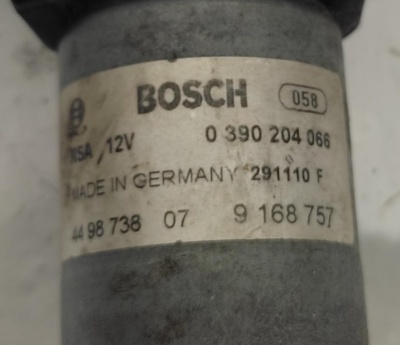 BOSCH 058
12V 0 390 204 066
MADE IN GERMANY 291110 F
44 98 738 07 9 168 757